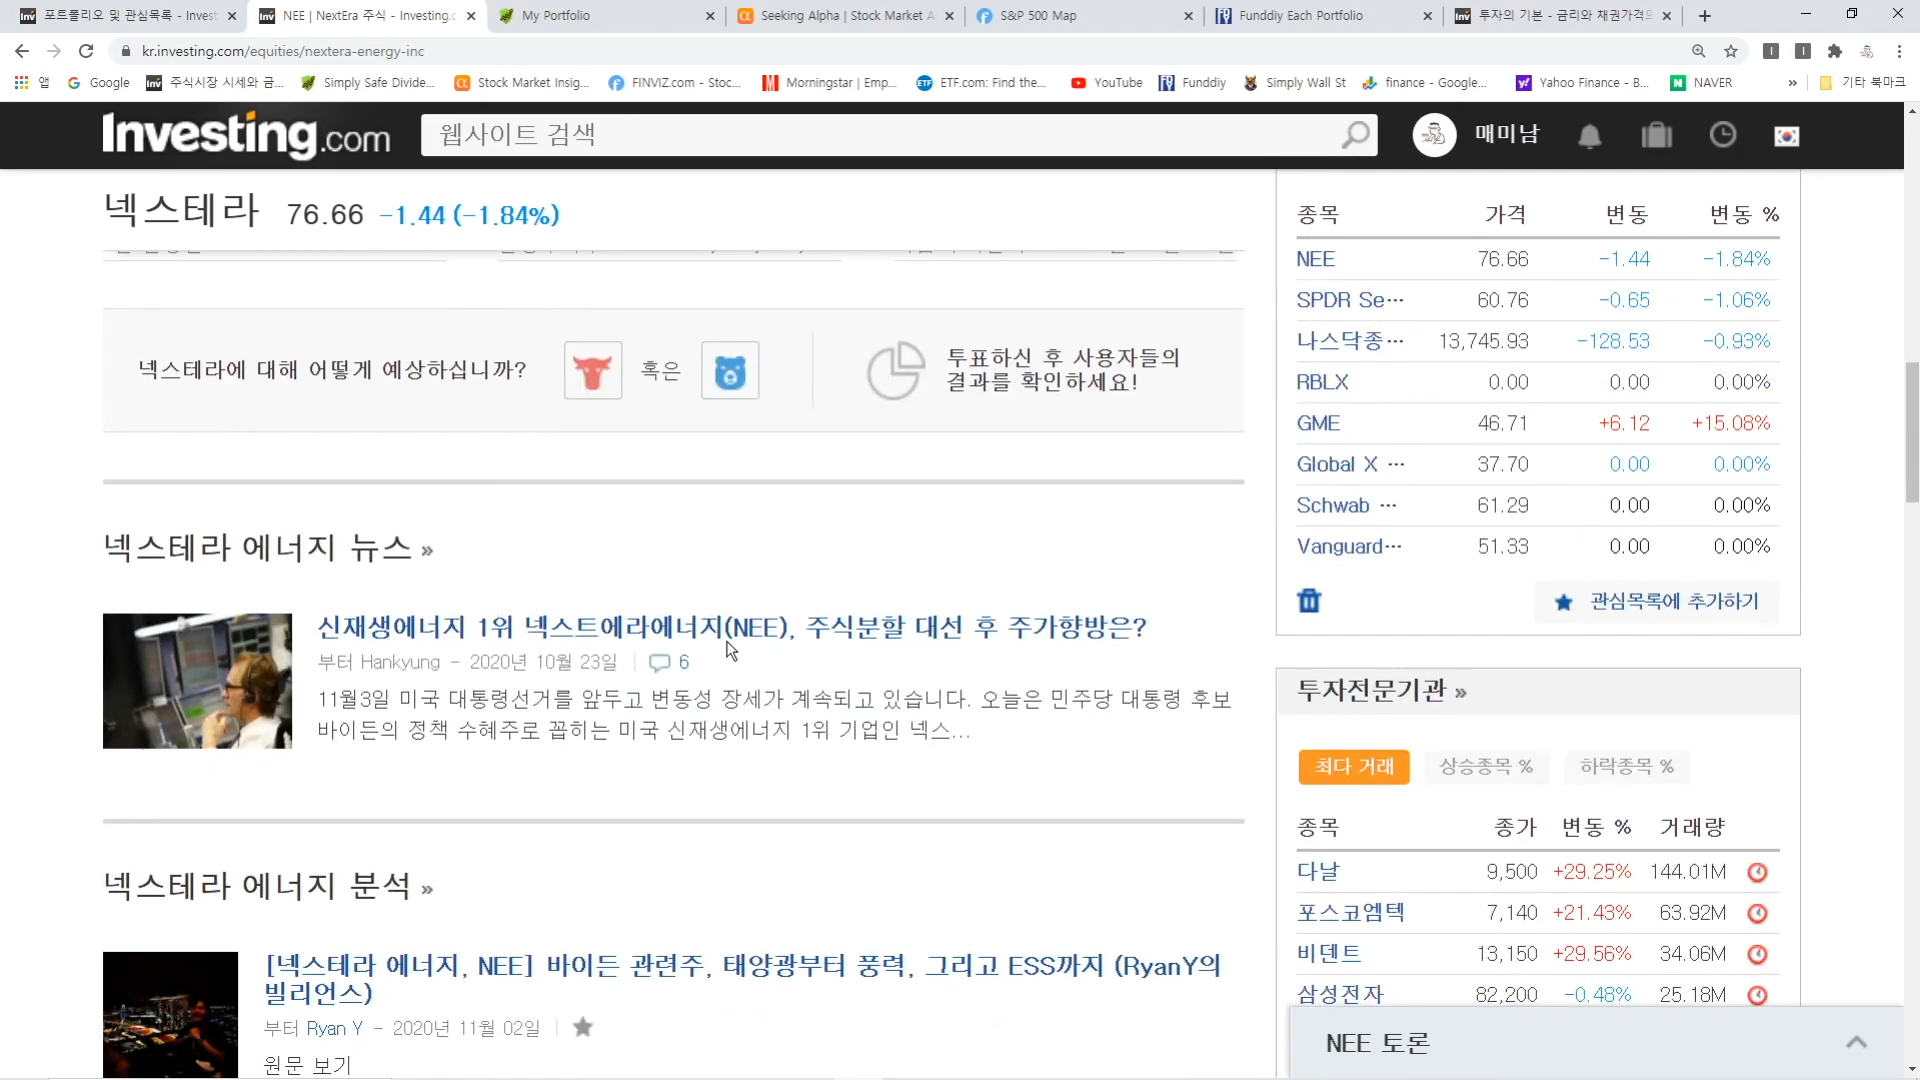 포트폴리오 및 관심목록 - Invest
NEE | NextEra 주식 - Investing.c
My Portfolio
Seeking Alpha | Stock Market A
S&P 500 Map
Funddiy Each Portfolio
투자의 기본 - 금리와 채권가격의
kr.investing.com/equities/nextera-energy-inc
앱
Google
주식시장 시세와 금...
Simply Safe Divide...
Stock Market Insig...
FINVIZ.com - Stoc...
Morningstar | Emp...
ETF.com: Find the...
YouTube
Funddiy
Simply Wall St
finance - Google...
Yahoo Finance - B...
NAVER
»
기타 북마크
Investing.com
웹사이트 검색
매미남
넥스테라 76.66 -1.44 (-1.84%)
넥스테라에 대해 어떻게 예상하십니까?
혹은
투표하신 후 사용자들의
결과를 확인하세요!
넥스테라 에너지 뉴스 »
신재생에너지 1위 넥스트에라에너지(NEE), 주식분할 대선 후 주가향방은?
부터 Hankyung - 2020년 10월 23일 | 6
11월3일 미국 대통령선거를 앞두고 변동성 장세가 계속되고 있습니다. 오늘은 민주당 대통령 후보
바이든의 정책 수혜주로 꼽히는 미국 신재생에너지 1위 기업인 넥스...
넥스테라 에너지 분석 »
[넥스테라 에너지, NEE] 바이든 관련주, 태양광부터 풍력, 그리고 ESS까지 (RyanY의
빌리언스)
부터 Ryan Y - 2020년 11월 02일
원문 보기
종목 가격 변동 변동 %
NEE 76.66 -1.44 -1.84%
SPDR Se... 60.76 -0.65 -1.06%
나스닥종... 13,745.93 -128.53 -0.93%
RBLX 0.00 0.00 0.00%
GME 46.71 +6.12 +15.08%
Global X ... 37.70 0.00 0.00%
Schwab ... 61.29 0.00 0.00%
Vanguard... 51.33 0.00 0.00%
관심목록에 추가하기
투자전문기관 »
최다 거래 상승종목 % 하락종목 %
종목 종가 변동 % 거래량
다날 9,500 +29.25% 144.01M
포스코엠텍 7,140 +21.43% 63.92M
비덴트 13,150 +29.56% 34.06M
삼성전자 82,200 -0.48% 25.18M
NEE 토론